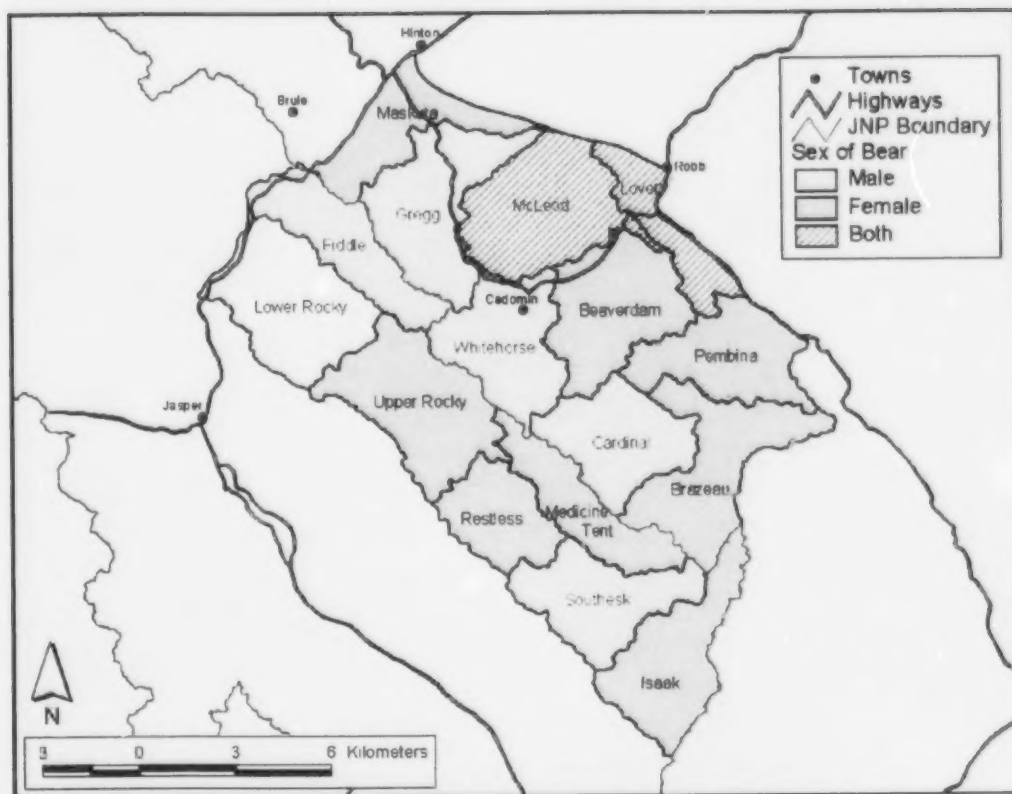 Hinton
Brule
Maskuta
Robb
Lovett
McLeod
Gregg
Fiddle
Cadomin
Lower Rocky
Beaverdam
Whitehorse
Pembina
Upper Rocky
Jasper
Cardinal
Brazeau
Restless
Medicine
Tent
Southesk
Isaak
Towns
Highways
JNP Boundary
Sex of Bear
Male
Female
Both
N
3 0 3 6 Kilometers